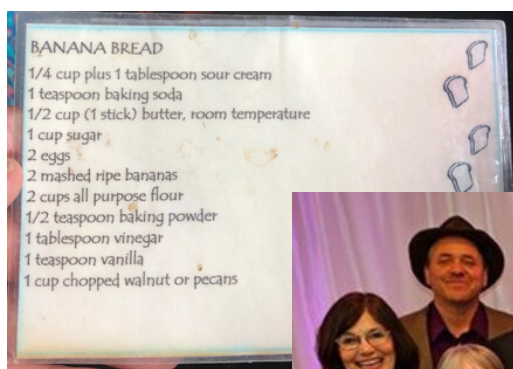 BANANA BREAD
1/4 cup plus 1 tablespoon sour cream
1 teaspoon baking soda
1/2 cup (1 stick) butter, room temperature
1 cup sugar
2 eggs
2 mashed ripe bananas
2 cups all purpose flour
1/2 teaspoon baking powder
1 tablespoon vinegar
1 teaspoon vanilla
1 cup chopped walnut or pecans